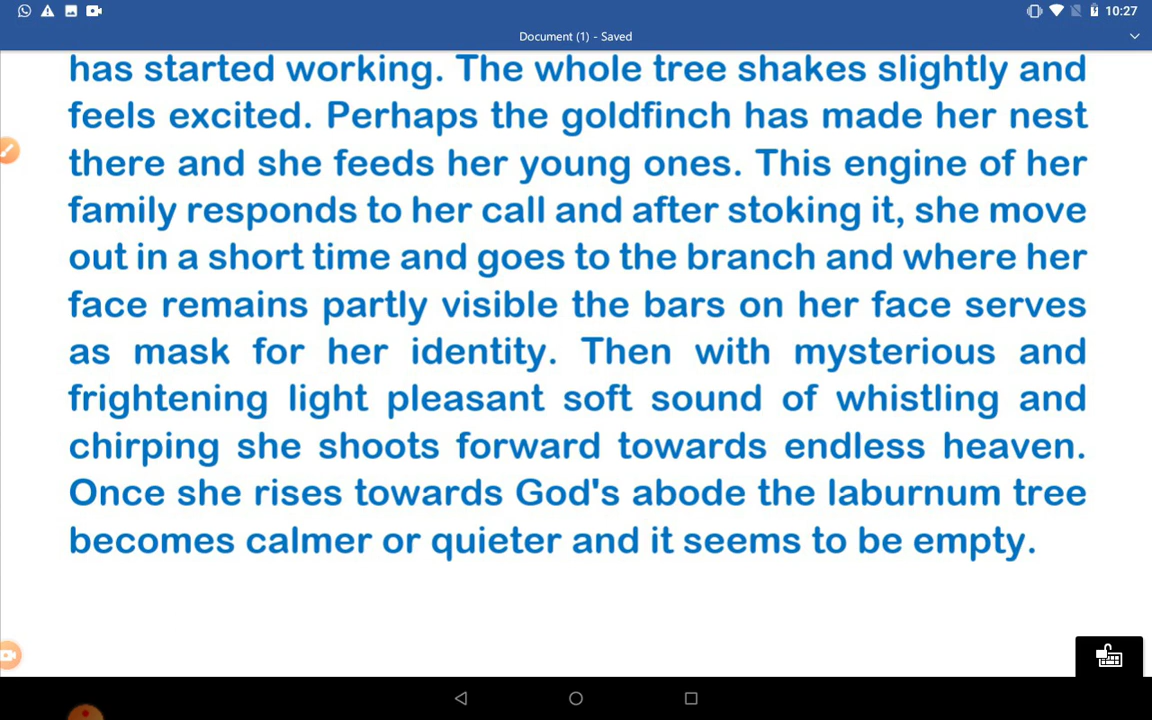 10:27
Document (1) - Saved
has started working. The whole tree shakes slightly and
feels excited. Perhaps the goldfinch has made her nest
there and she feeds her young ones. This engine of her
family responds to her call and after stoking it, she move
out in a short time and goes to the branch and where her
face remains partly visible the bars on her face serves
as mask for her identity. Then with mysterious and
frightening light pleasant soft sound of whistling and
chirping she shoots forward towards endless heaven.
Once she rises towards God's abode the laburnum tree
becomes calmer or quieter and it seems to be empty.